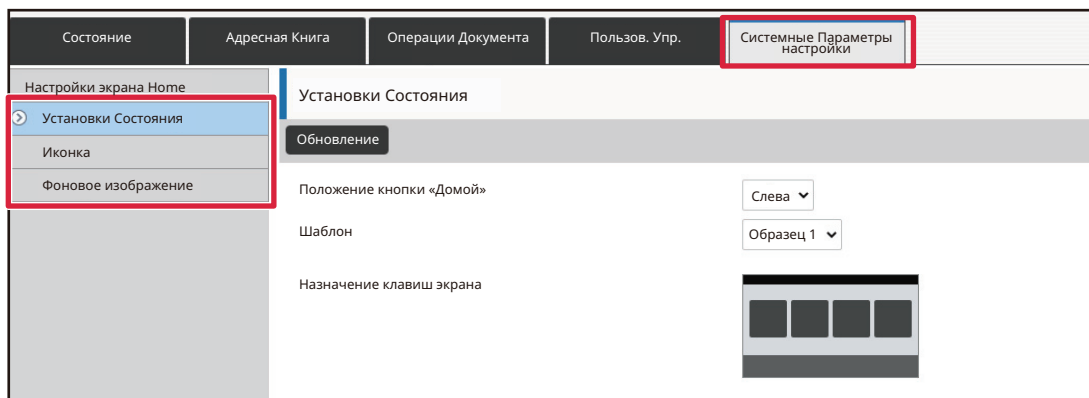 Состояние
Адресная Книга
Операции Документа
Пользов. Упр.
Системные Параметры
настройки
Настройки экрана Home
Установки Состояния
Иконка
Фоновое изображение
Установки Состояния
Обновление
Положение кнопки «Домой»
Слева
Шаблон
Образец 1
Назначение клавиш экрана